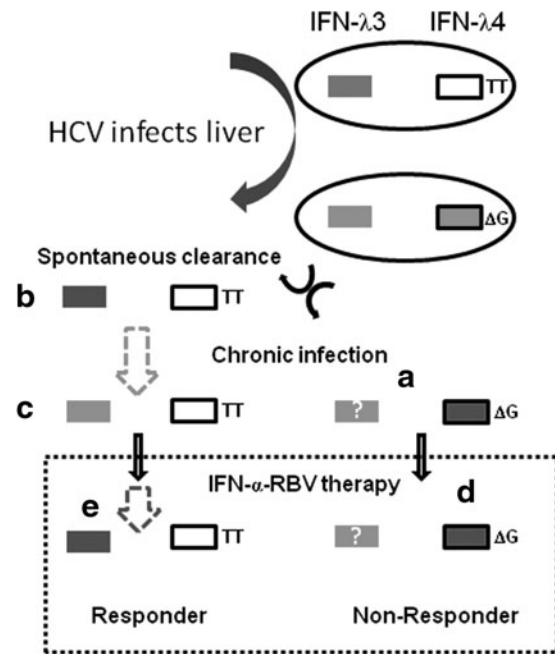 IFN-λ3 IFN-λ4
TT
HCV infects liver
ΔG
Spontaneous clearance
b TT
Chronic infection
a
c TT ? ΔG
IFN-α-RBV therapy
e d
TT ? ΔG
Responder Non-Responder